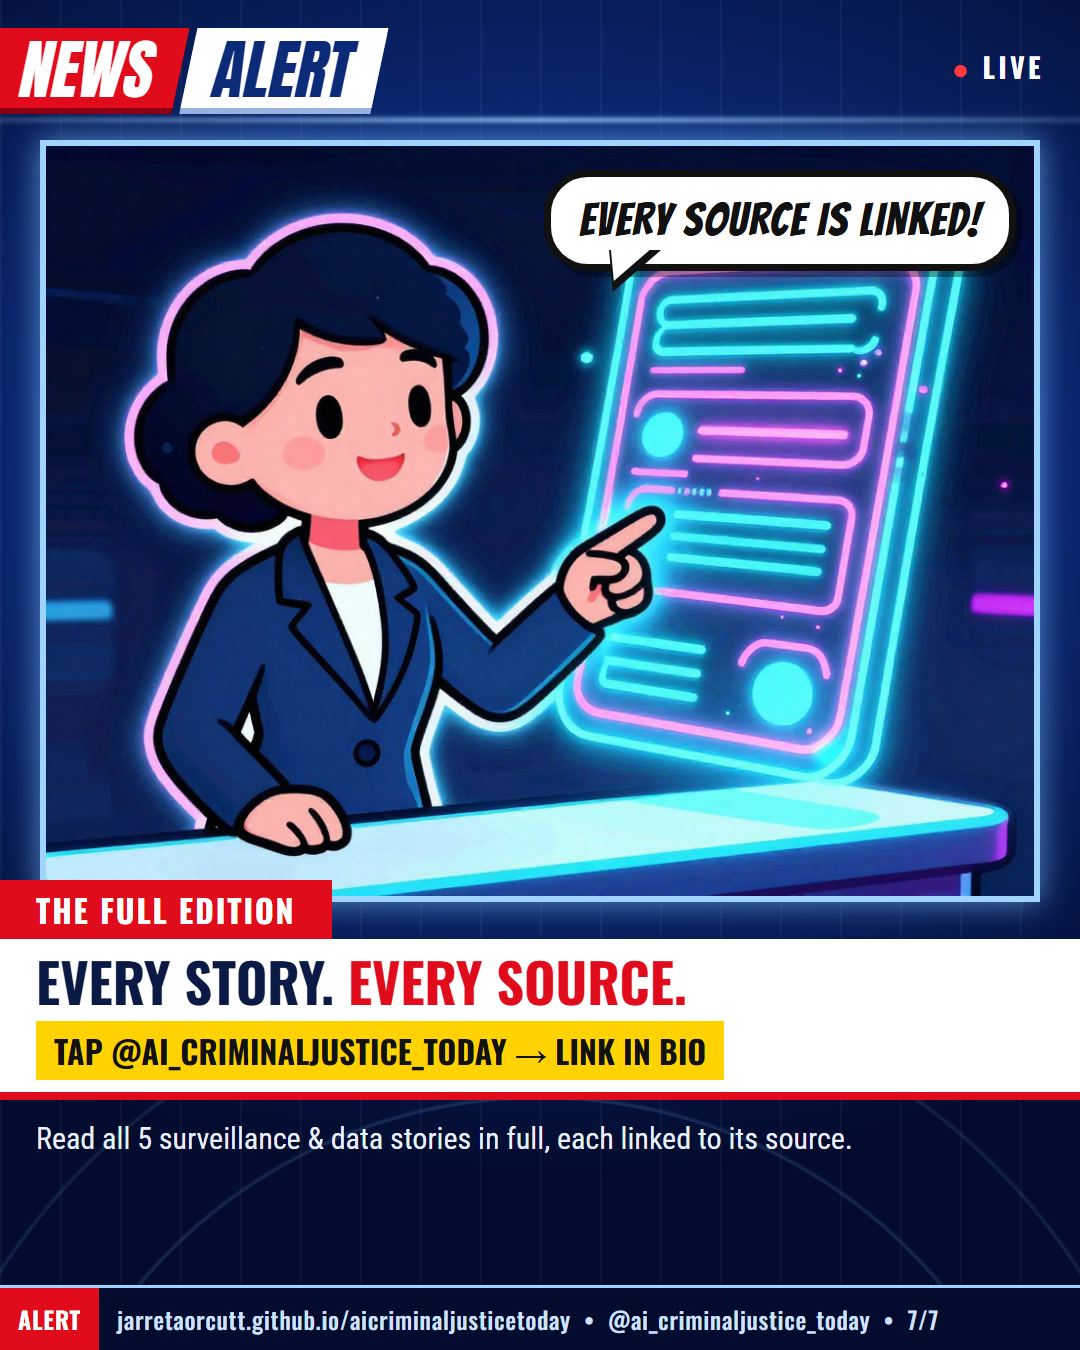 NEWS ALERT
● LIVE
EVERY SOURCE IS LINKED!
THE FULL EDITION
EVERY STORY. EVERY SOURCE.
TAP @AI_CRIMINALJUSTICE_TODAY → LINK IN BIO
Read all 5 surveillance & data stories in full, each linked to its source.
ALERT jarretaorcutt.github.io/aicriminaljusticetoday • @ai_criminaljustice_today • 7/7